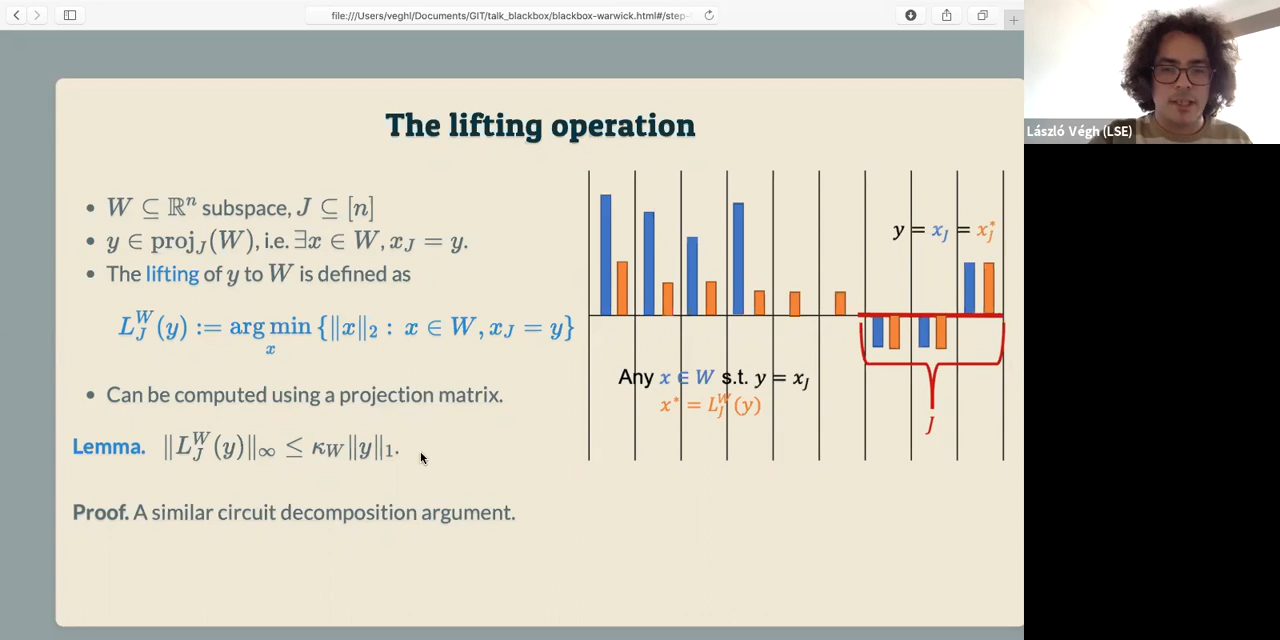 file:///Users/veghl/Documents/GIT/talk_blackbox/blackbox-warwick.html#/step-
László Végh (LSE)
The lifting operation
W ⊆ ℝⁿ subspace, J ⊆ [n]
y ∈ proj_J(W), i.e. ∃x ∈ W, x_J = y.
The lifting of y to W is defined as
L_J^W(y) := arg min_x {‖x‖₂ : x ∈ W, x_J = y}
Can be computed using a projection matrix.
Lemma. ‖L_J^W(y)‖_∞ ≤ κ_W‖y‖₁.
Proof. A similar circuit decomposition argument.
y = x_J = x_J^*
Any x ∈ W s.t. y = x_J
x^* = L_J^W(y)
J